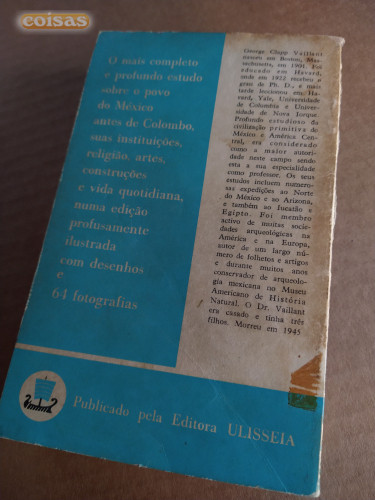 coisas
O mais completo
e profundo estudo
sobre o povo
do México
antes de Colombo,
suas instituições,
religião, artes,
construções
e vida quotidiana,
numa edição
profusamente
ilustrada
com desenhos
e
64 fotografias
George Clapp Vaillant
nasceu em Boston, Mas-
sachussetts, em 1901. Foi
educado em Havard,
onde em 1922 recebeu o
grau de Ph. D., e mais
tarde leccionou em Ha-
vard, Yale, Universidade
de Colúmbia e Univer-
sidade de Nova Iorque.
Profundo estudioso da
civilização primitiva do
México e América Cen-
tral, era considerado
como a maior autori-
dade neste campo sendo
esta a sua especialidade
como professor. Os seus
estudos incluem numero-
sas expedições ao Norte
do México e ao Arizona,
e também ao Iucatão e
Egipto. Foi membro
activo de muitas socie-
dades arqueológicas na
América e na Europa,
autor de um largo nú-
mero de folhetos e artigos
e durante muitos anos
conservador de arqueolo-
gia mexicana no Museu
Americano de História
Natural. O Dr. Vaillant
era casado e tinha três
filhos. Morreu em 1945
Publicado pela Editora ULISSEIA